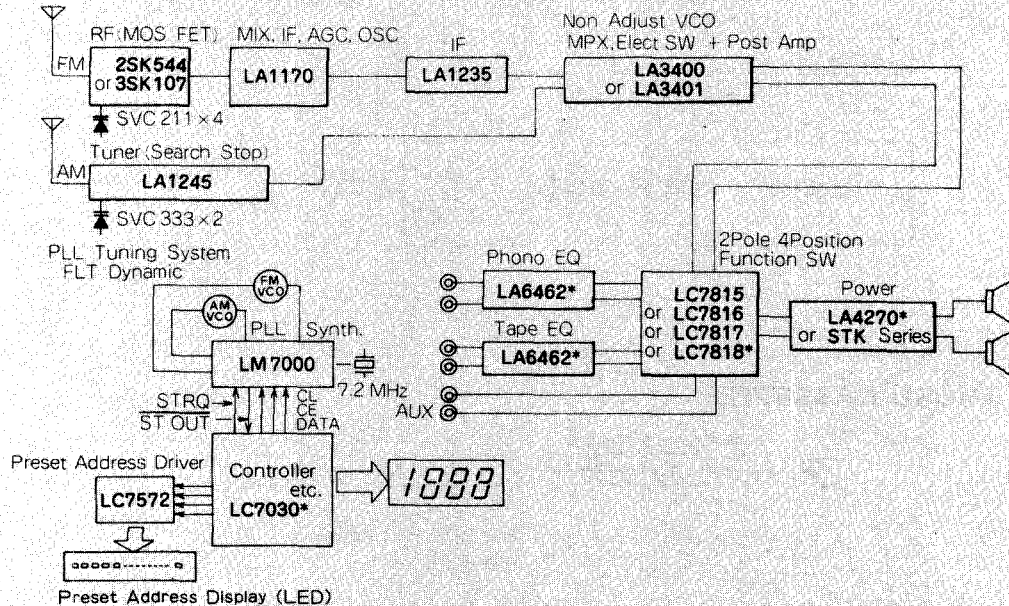 Non Adjust VCO
RF (MOS FET)
MIX, IF, AGC, OSC
IF
MPX, Elect SW + Post Amp
FM
2SK544
or 3SK107
LA1170
LA1235
LA3400
or LA3401
SVC 211 × 4
Tuner (Search Stop)
AM
LA1245
SVC 333 × 2
2Pole 4Position
Function SW
PLL Tuning System
FLT Dynamic
Phono EQ
FM
VCO
LA6462*
LC7815
or LC7816
or LC7817
or LC7818*
Power
LA4270*
or STK Series
AM
VCO
PLL Synth.
Tape EQ
LA6462*
LM7000
7.2 MHz
STRQ
ST OUT
CL
CE
DATA
AUX
Preset Address Driver
Controller
etc.
LC7030*
1888
LC7572
Preset Address Display (LED)